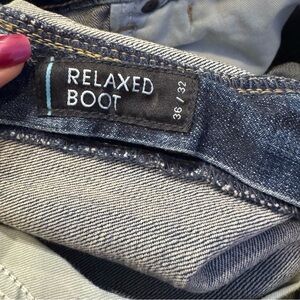 RELAXED
BOOT
36 / 32